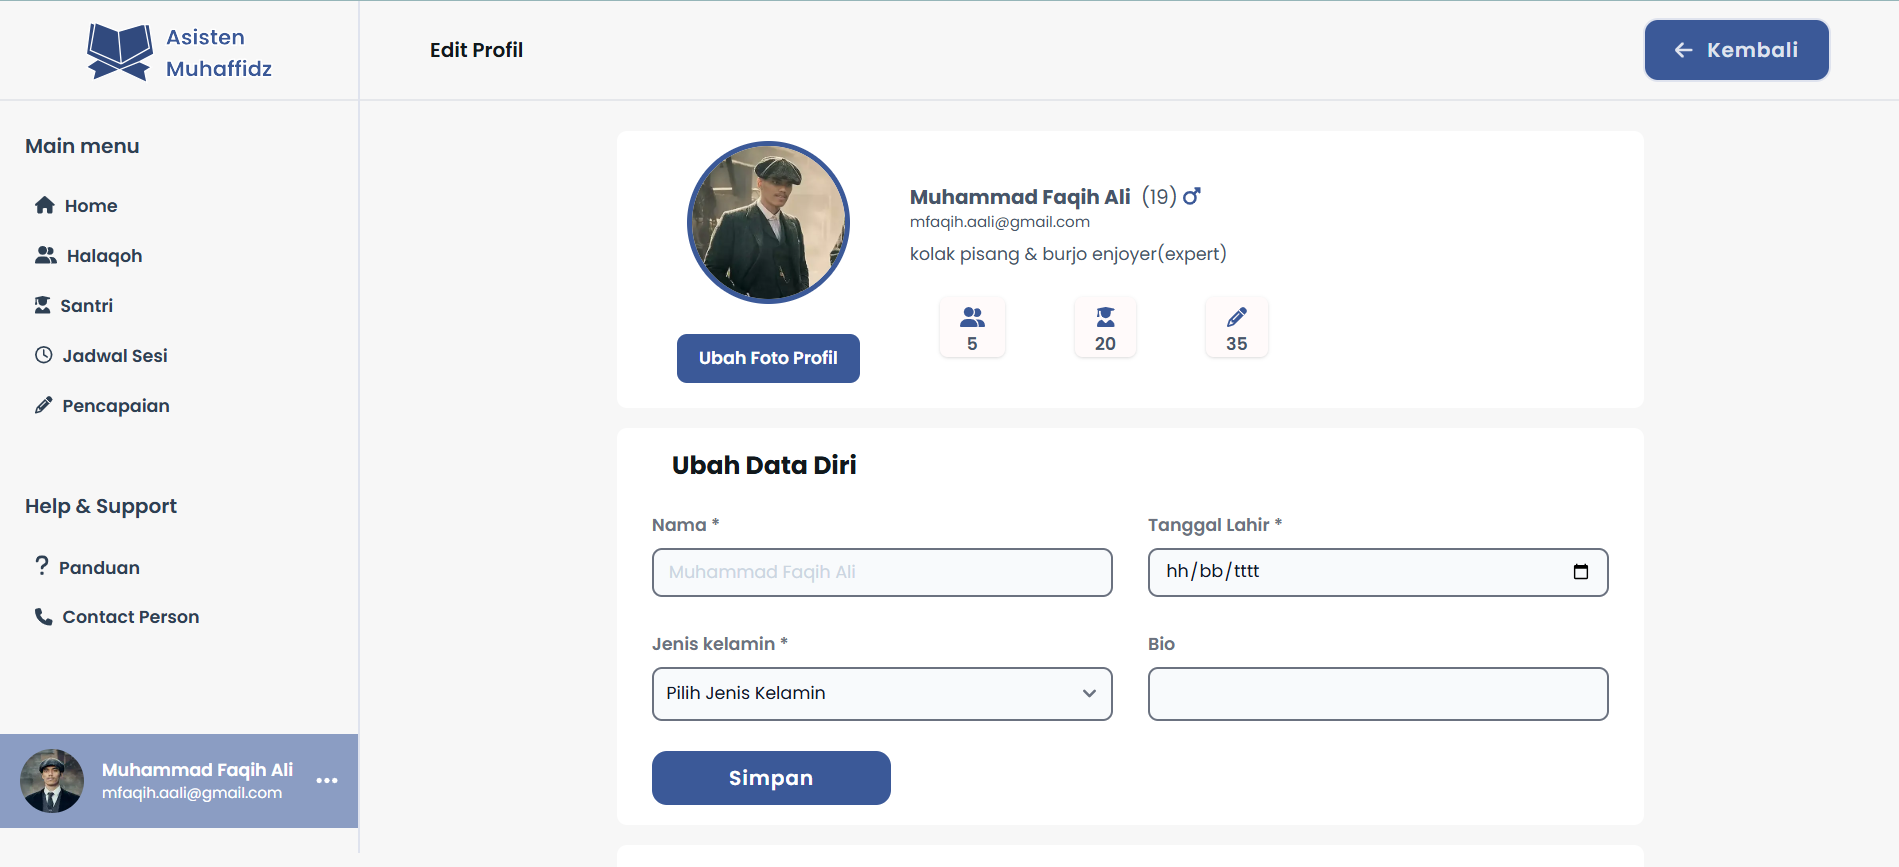 Asisten
Muhaffidz
Edit Profil
Kembali
Main menu
Home
Halaqoh
Santri
Jadwal Sesi
Pencapaian
Help & Support
Panduan
Contact Person
Muhammad Faqih Ali
mfaqih.aali@gmail.com
Muhammad Faqih Ali (19)
mfaqih.aali@gmail.com
kolak pisang & burjo enjoyer(expert)
5 20 35
Ubah Foto Profil
Ubah Data Diri
Nama * Tanggal Lahir *
Muhammad Faqih Ali hh/bb/tttt
Jenis kelamin * Bio
Pilih Jenis Kelamin
Simpan